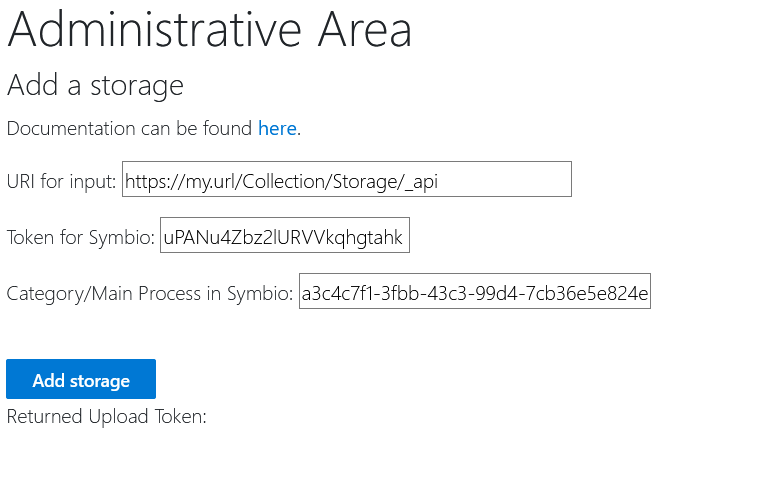 Administrative Area
Add a storage
Documentation can be found here.
URI for input: https://my.url/Collection/Storage/_api
Token for Symbio: uPANu4Zbz2lURVVkqhgtahk
Category/Main Process in Symbio: a3c4c7f1-3fbb-43c3-99d4-7cb36e5e824e
Add storage
Returned Upload Token: